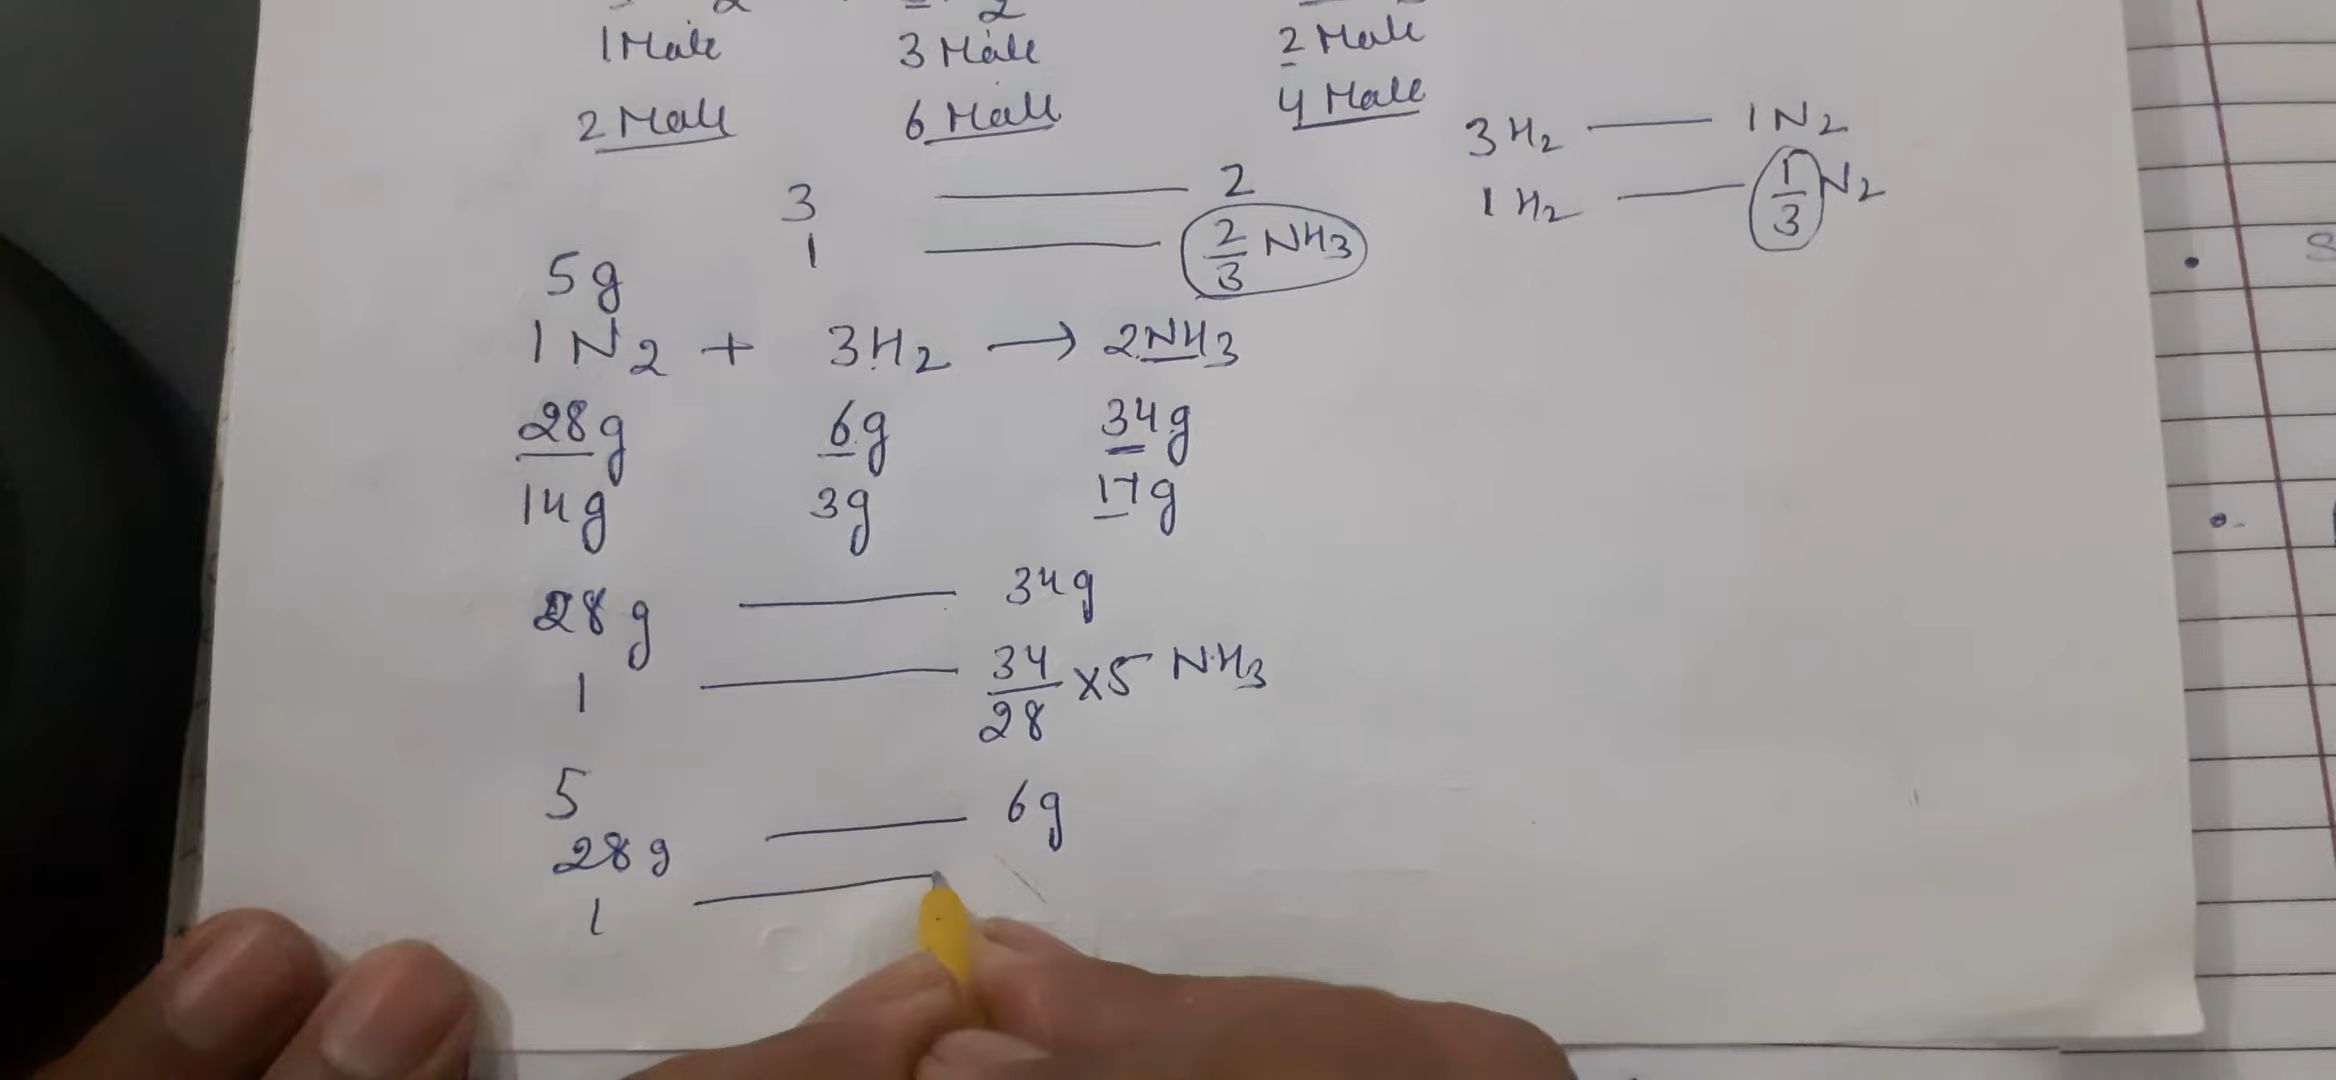 1 Mole 3 Mole 2 Mole
2 Mole 6 Mole 4 Mole
3H2 — 1N2
1H2 — 1/3 N2
3 — 2
1 — 2/3 NH3
5g
1N2 + 3H2 → 2NH3
28g 6g 34g
14g 3g 17g
28g — 34g
1 — 34/28 ×5 NH3
5
28g — 6g
1 —